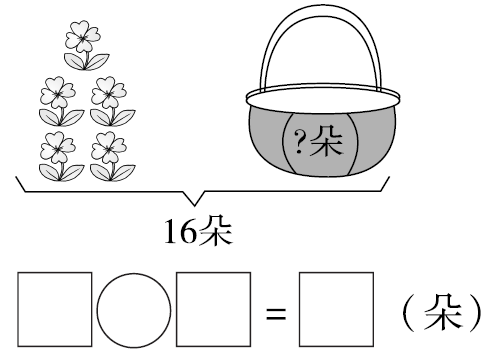 ?朵
16朵
= (朵)